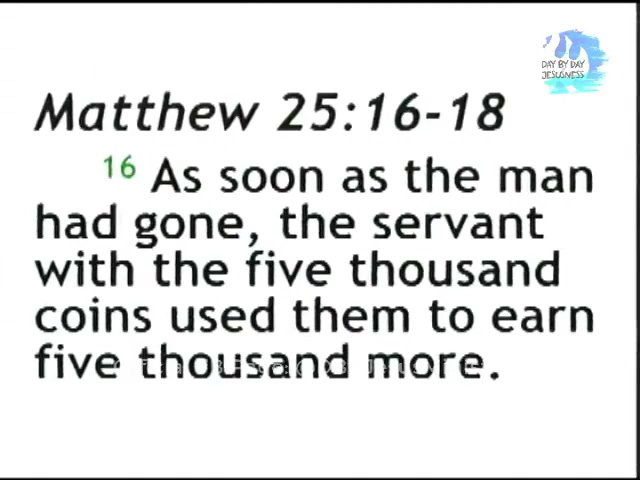 DAY BY DAY
JESUSNESS
Matthew 25:16-18
16 As soon as the man
had gone, the servant
with the five thousand
coins used them to earn
five thousand more.